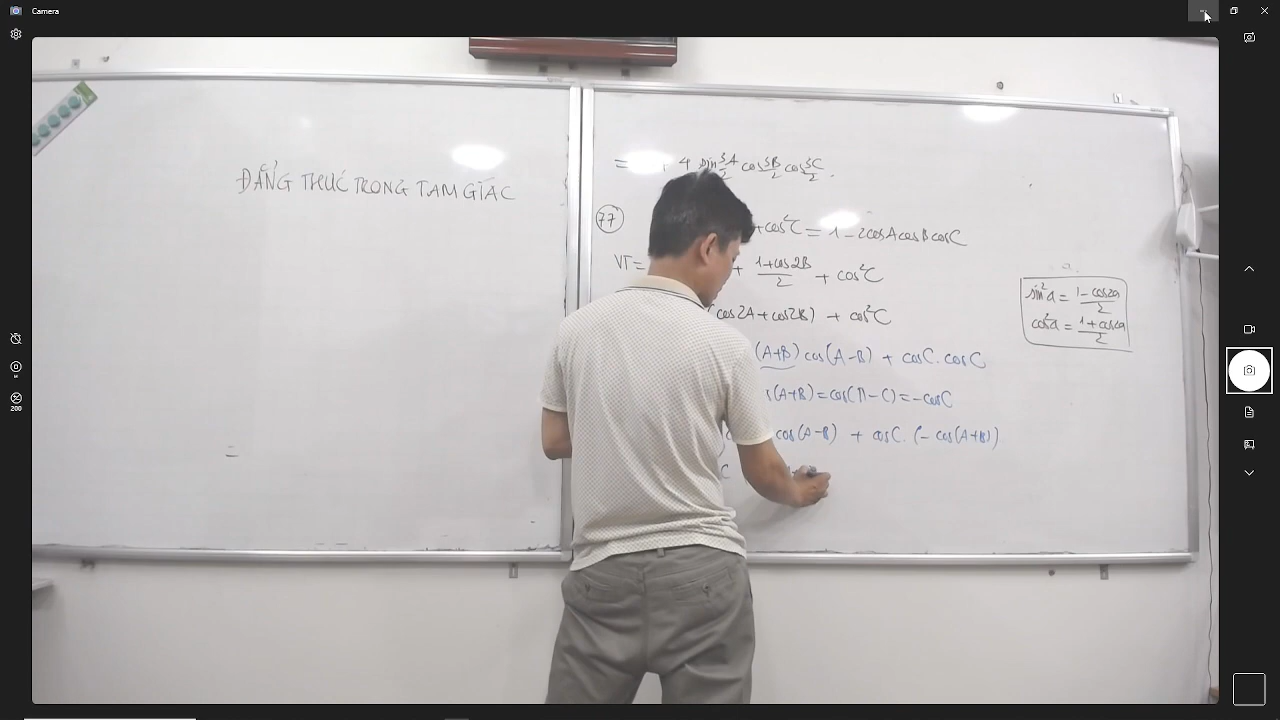 Camera
ĐẲNG THỨC TRONG TAM GIÁC
=
= 4 sin 3A/2 cos 3B/2 cos 3C/2 .
77 +cos²C = 1 - 2cosA cosB cosC
VT = + (1+cos2B)/2 + cos²C
(cos2A + cos2B) + cos²C
(A+B) cos(A-B) + cosC . cosC
(A+B) = cos(π-C) = -cosC
cos(A-B) + cosC . (- cos(A+B))
C
sin²a = (1-cos2a)/2
cos²a = (1+cos2a)/2
200